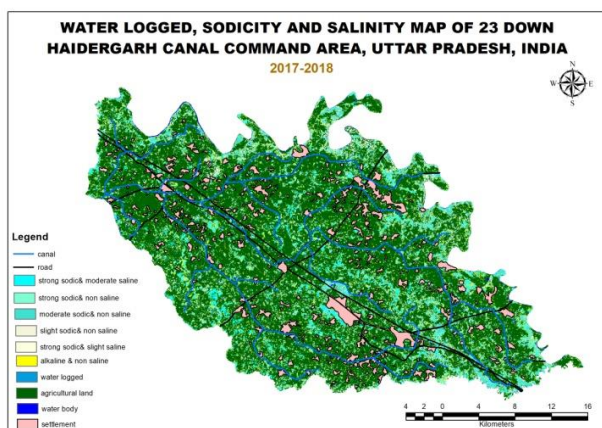 WATER LOGGED, SODICITY AND SALINITY MAP OF 23 DOWN
HAIDERGARH CANAL COMMAND AREA, UTTAR PRADESH, INDIA
2017-2018
N
W E
S
Legend
canal
road
strong sodic& moderate saline
strong sodic& non saline
moderate sodic& non saline
slight sodic& non saline
strong sodic& slight saline
alkaline & non saline
water logged
agricultural land
water body
settlement
4 2 0 4 8 12 16
Kilometers